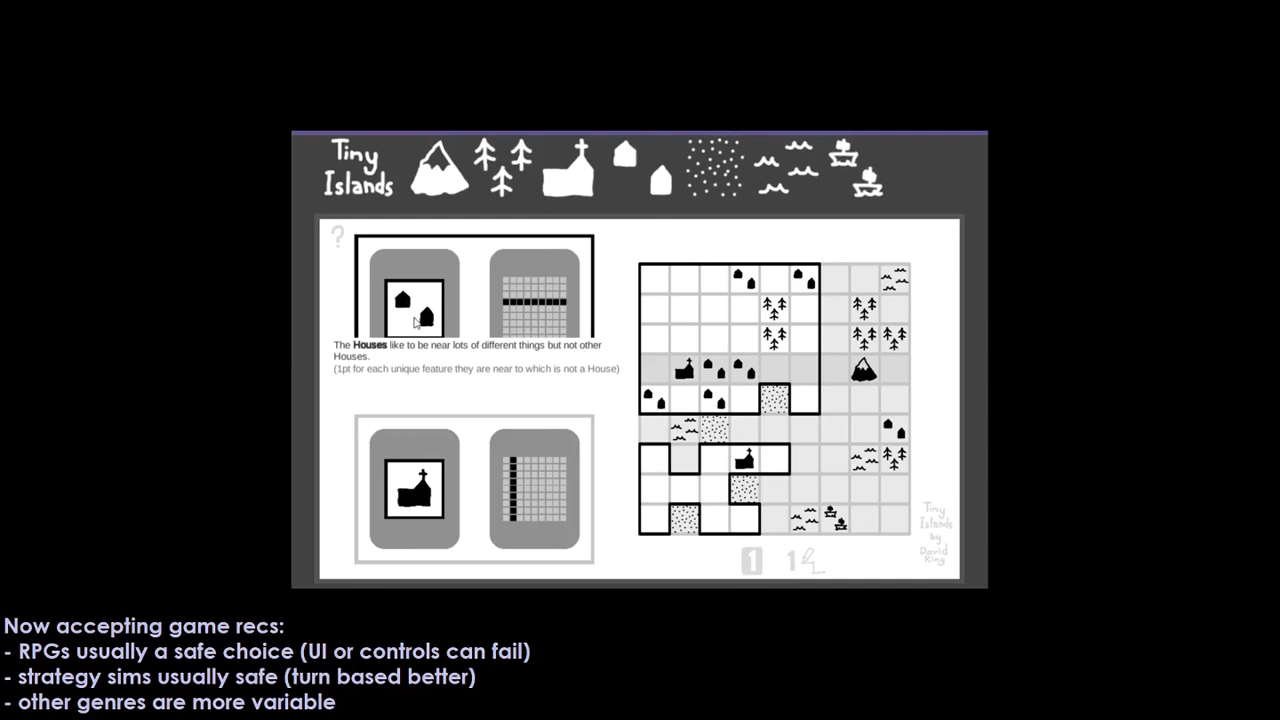 Tiny
Islands
?
The Houses like to be near lots of different things but not other
Houses.
(1pt for each unique feature they are near to which is not a House)
1 1
Tiny
Islands
by
David
King
Now accepting game recs:
- RPGs usually a safe choice (UI or controls can fail)
- strategy sims usually safe (turn based better)
- other genres are more variable